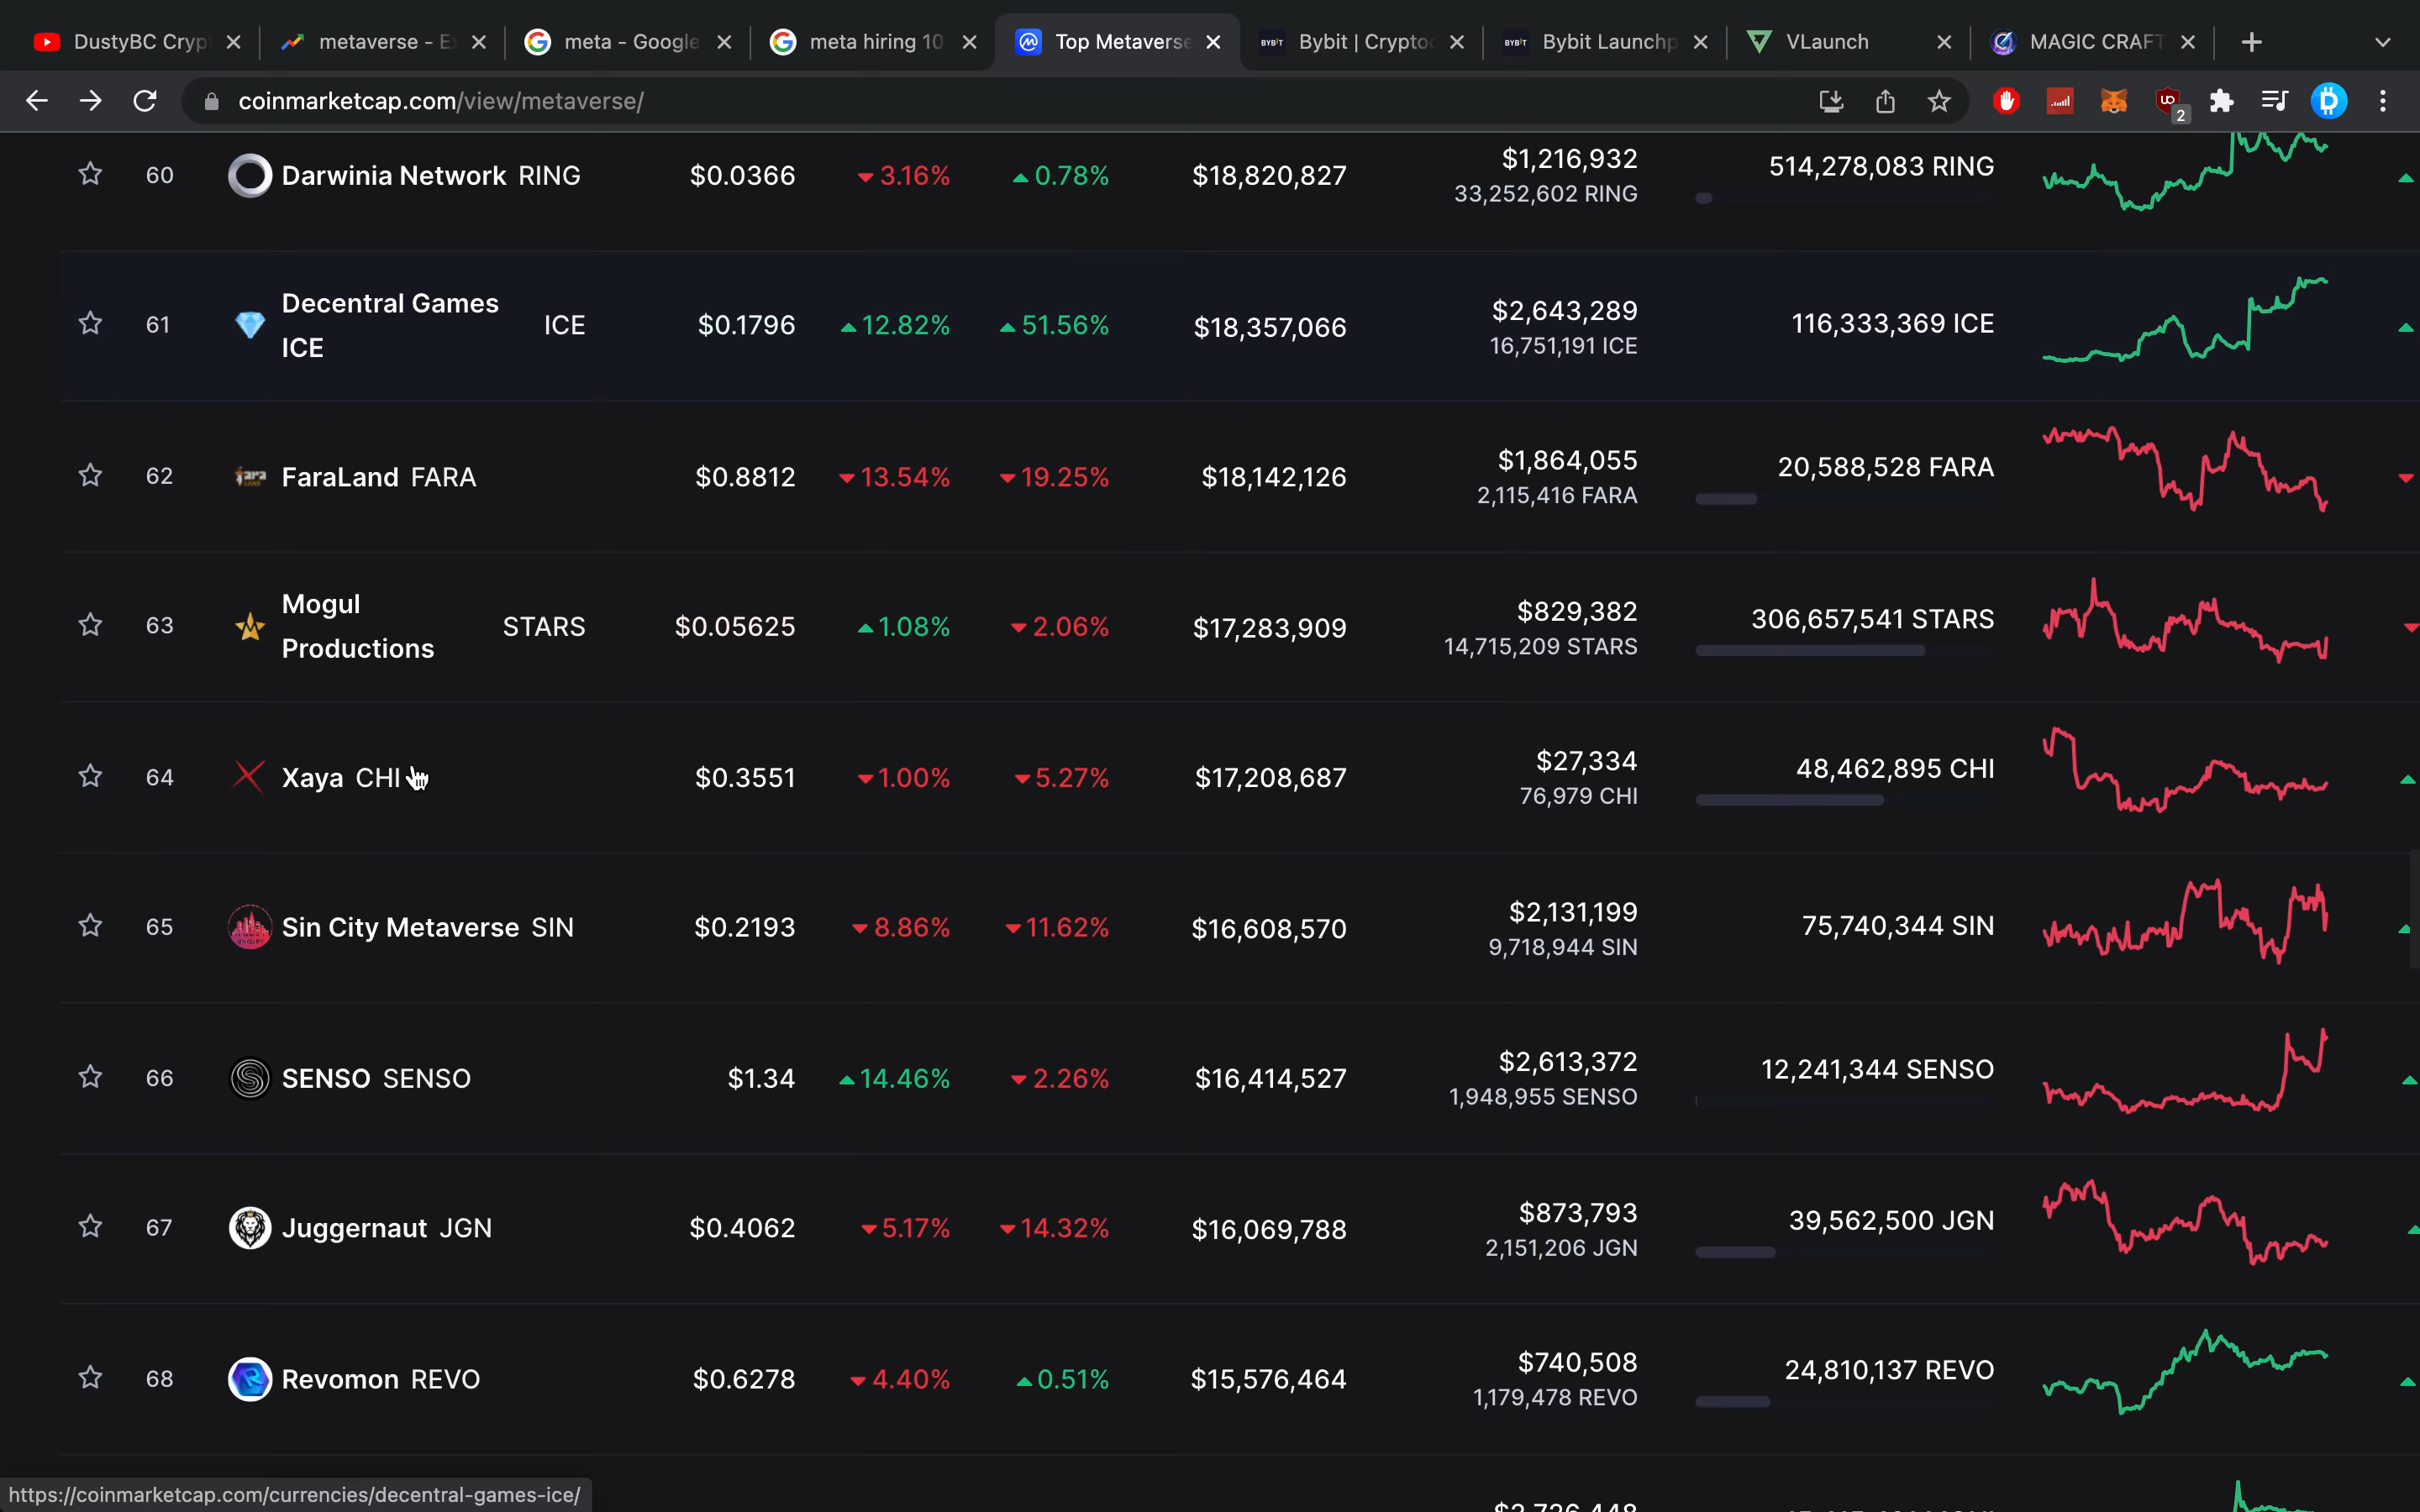 DustyBC Cryp
metaverse - E
meta - Google
meta hiring 10
Top Metaverse
BYBIT
Bybit | Cryptoc
BYBIT
Bybit Launchp
VLaunch
MAGIC CRAFT
coinmarketcap.com/view/metaverse/
2
60 Darwinia Network RING $0.0366 3.16% 0.78% $18,820,827 $1,216,932 514,278,083 RING
33,252,602 RING
61 Decentral Games ICE ICE $0.1796 12.82% 51.56% $18,357,066 $2,643,289 116,333,369 ICE
16,751,191 ICE
62 FaraLand FARA $0.8812 13.54% 19.25% $18,142,126 $1,864,055 20,588,528 FARA
2,115,416 FARA
63 Mogul Productions STARS $0.05625 1.08% 2.06% $17,283,909 $829,382 306,657,541 STARS
14,715,209 STARS
64 Xaya CHI $0.3551 1.00% 5.27% $17,208,687 $27,334 48,462,895 CHI
76,979 CHI
65 Sin City Metaverse SIN $0.2193 8.86% 11.62% $16,608,570 $2,131,199 75,740,344 SIN
9,718,944 SIN
66 SENSO SENSO $1.34 14.46% 2.26% $16,414,527 $2,613,372 12,241,344 SENSO
1,948,955 SENSO
67 Juggernaut JGN $0.4062 5.17% 14.32% $16,069,788 $873,793 39,562,500 JGN
2,151,206 JGN
68 Revomon REVO $0.6278 4.40% 0.51% $15,576,464 $740,508 24,810,137 REVO
1,179,478 REVO
https://coinmarketcap.com/currencies/decentral-games-ice/